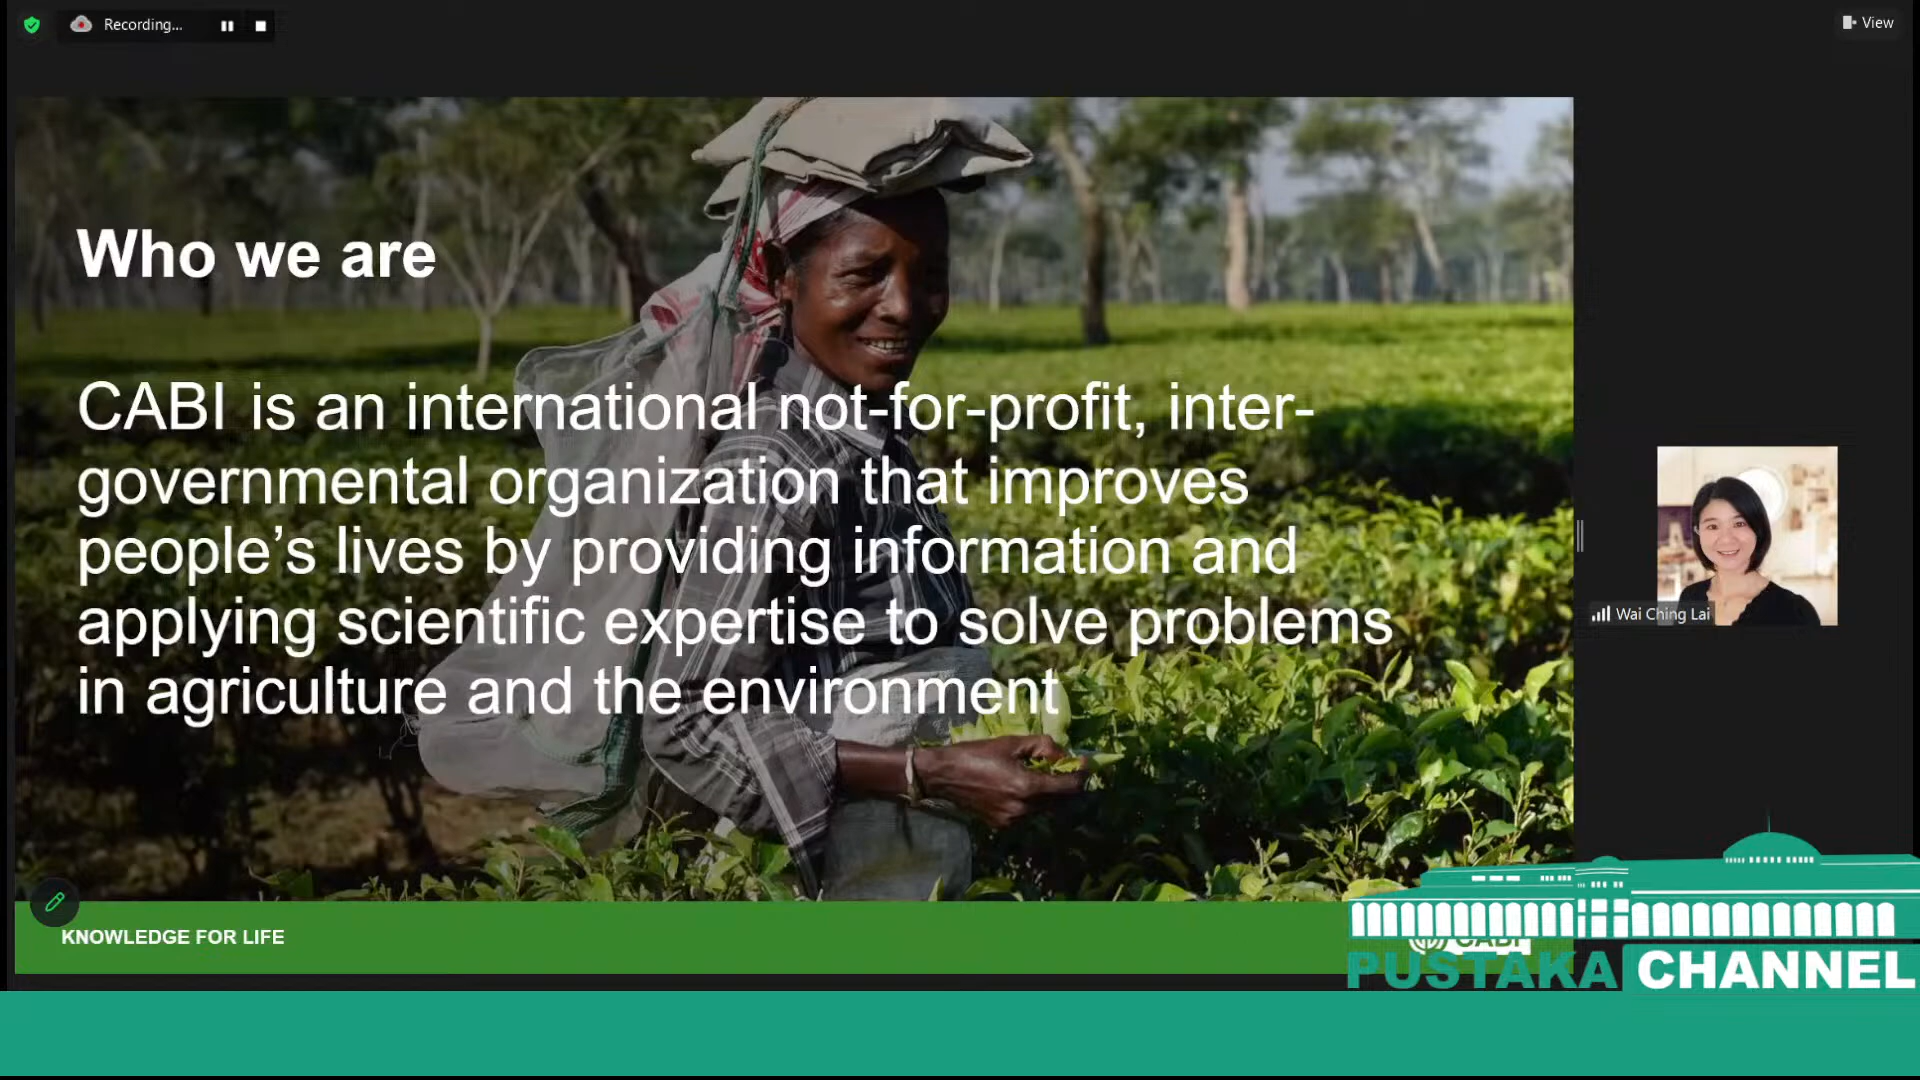 Recording...
View
Who we are
CABI is an international not-for-profit, inter-
governmental organization that improves
people’s lives by providing information and
applying scientific expertise to solve problems
in agriculture and the environment
Wai Ching Lai
KNOWLEDGE FOR LIFE
CABI
PUSTAKA CHANNEL